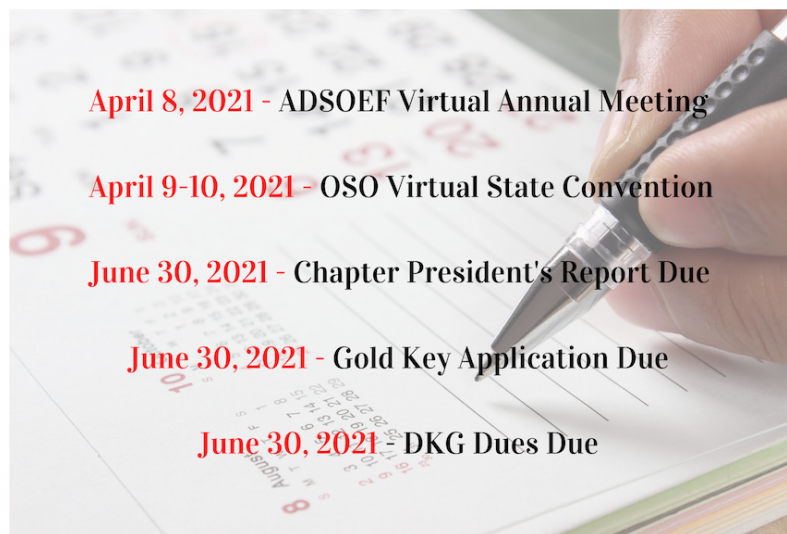 April 8, 2021 - ADSOEF Virtual Annual Meeting
April 9-10, 2021 - OSO Virtual State Convention
June 30, 2021 - Chapter President's Report Due
June 30, 2021 - Gold Key Application Due
June 30, 2021 - DKG Dues Due